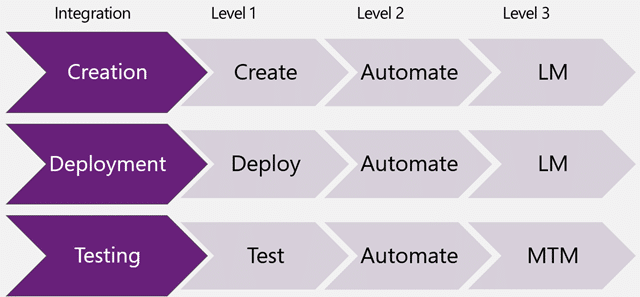 Integration Level 1 Level 2 Level 3
Creation Create Automate LM
Deployment Deploy Automate LM
Testing Test Automate MTM